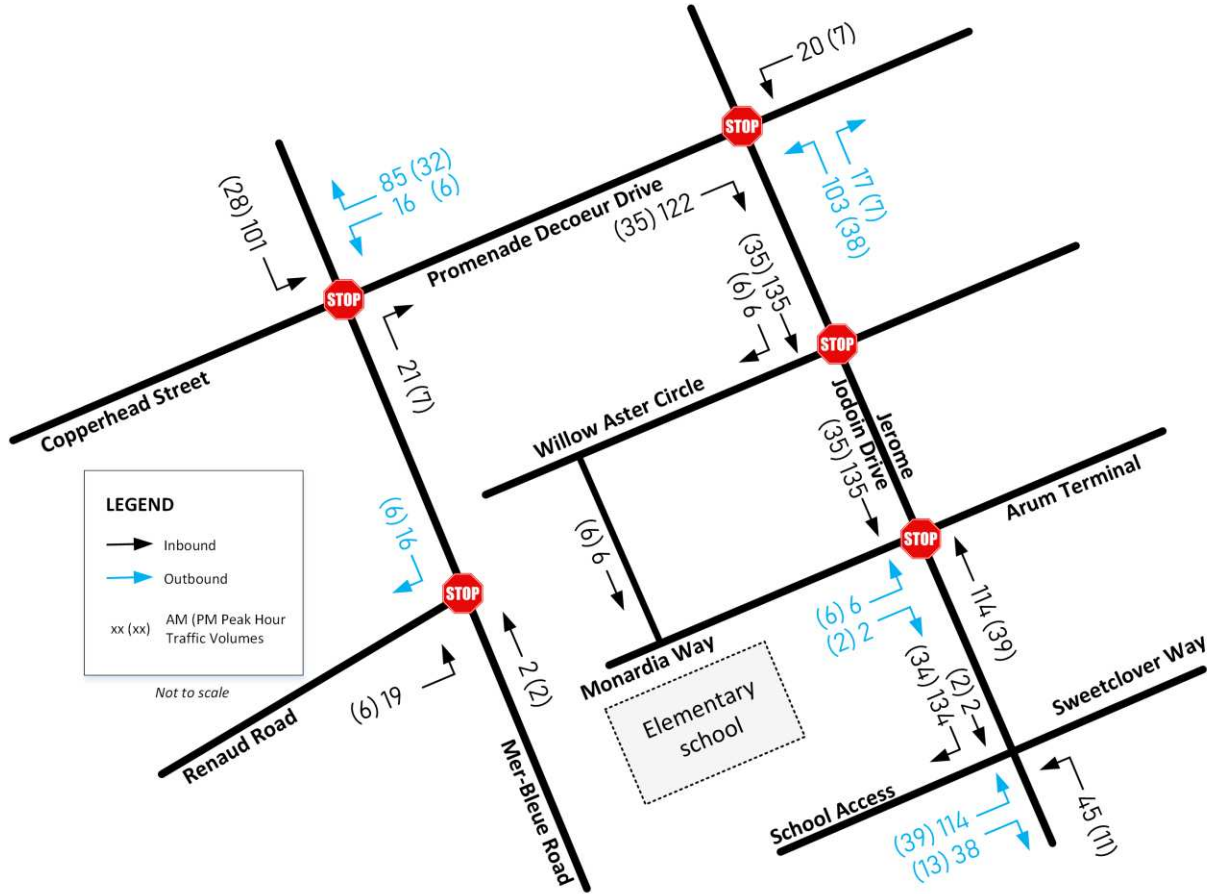 20 (7)
STOP
17 (7)
103 (38)
85 (32)
16 (6)
(28) 101
Promenade Decoeur Drive
(35) 122
STOP
(35) 135
(6) 6
STOP
21 (7)
Copperhead Street
Willow Aster Circle
Jerome
Jodoin Drive
(35) 135
Arum Terminal
STOP
LEGEND
Inbound
Outbound
xx (xx)
AM (PM Peak Hour
Traffic Volumes
Not to scale
(6) 16
STOP
(6) 6
(6) 6
(2) 2
114 (39)
(6) 19
2 (2)
Renaud Road
Mer-Bleue Road
Monardia Way
Elementary
school
(34) 134
(2) 2
Sweetclover Way
School Access
45 (11)
(39) 114
(13) 38